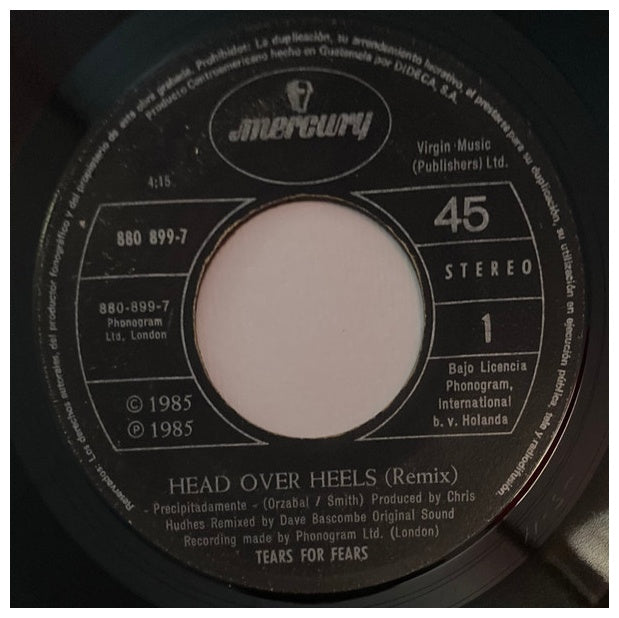 Reservados: Los derechos autorales, del productor fonográfico y del propietario de esta obra grabada. Prohibidos: La duplicación, su arrendamiento lucrativo, el prestarse para su duplicación, su utilización en ejecución pública, tele y radiodifusión
Producto Centroamericano hecho en Guatemala por DIDECA, S.A.
mercury
Virgin Music
(Publishers) Ltd.
4:15
880 899-7
45
STEREO
880-899-7
Phonogram
Ltd. London
1
Bajo Licencia
Phonogram,
International
b. v. Holanda
© 1985
℗ 1985
HEAD OVER HEELS (Remix)
- Precipitadamente - (Orzabal / Smith) Produced by Chris
Hudhes Remixed by Dave Bascombe Original Sound
Recording made by Phonogram Ltd. (London)
TEARS FOR FEARS